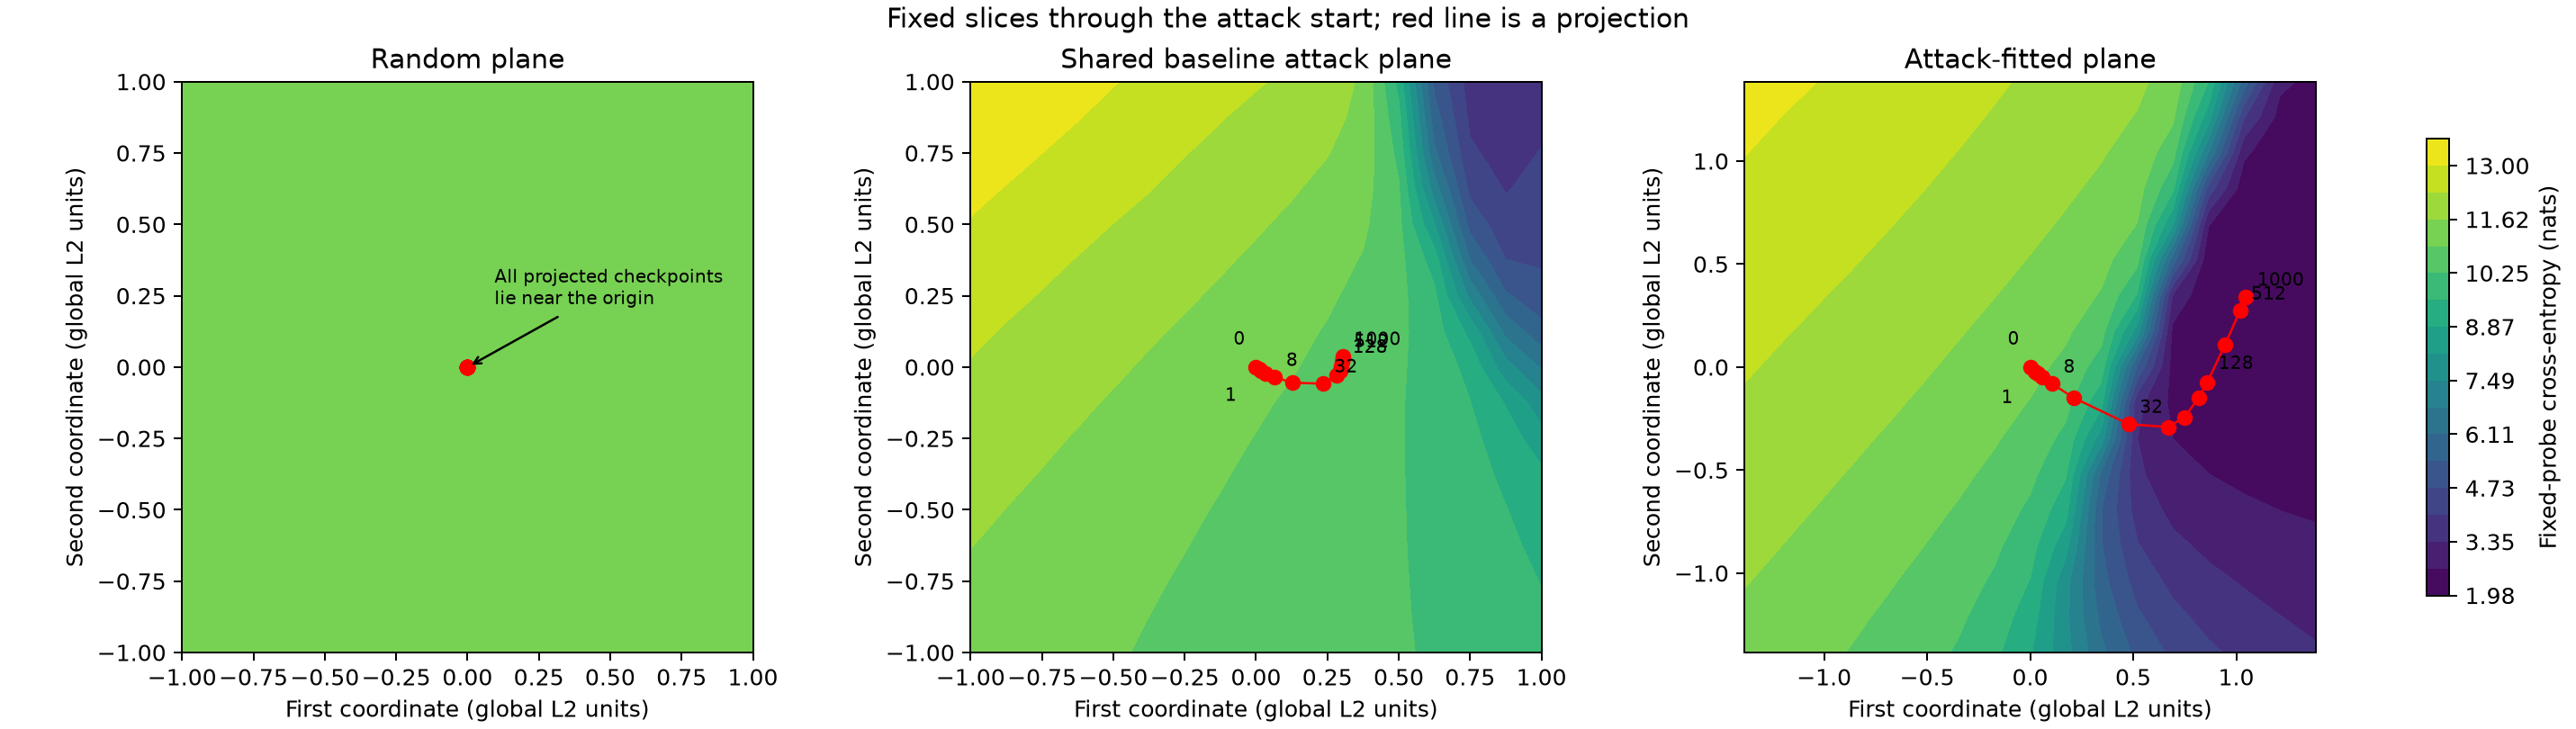 Fixed slices through the attack start; red line is a projection
Random plane
1.00
0.75
0.50
0.25
0.00
−0.25
−0.50
−0.75
−1.00
Second coordinate (global L2 units)
All projected checkpoints
lie near the origin
−1.00 −0.75 −0.50 −0.25 0.00 0.25 0.50 0.75 1.00
First coordinate (global L2 units)
Shared baseline attack plane
1.00
0.75
0.50
0.25
0.00
−0.25
−0.50
−0.75
−1.00
Second coordinate (global L2 units)
0
1
8
32
128
1000
−1.00 −0.75 −0.50 −0.25 0.00 0.25 0.50 0.75 1.00
First coordinate (global L2 units)
Attack-fitted plane
1.0
0.5
0.0
−0.5
−1.0
Second coordinate (global L2 units)
0
1
8
32
128
512
1000
−1.0 −0.5 0.0 0.5 1.0
First coordinate (global L2 units)
13.00
11.62
10.25
8.87
7.49
6.11
4.73
3.35
1.98
Fixed-probe cross-entropy (nats)